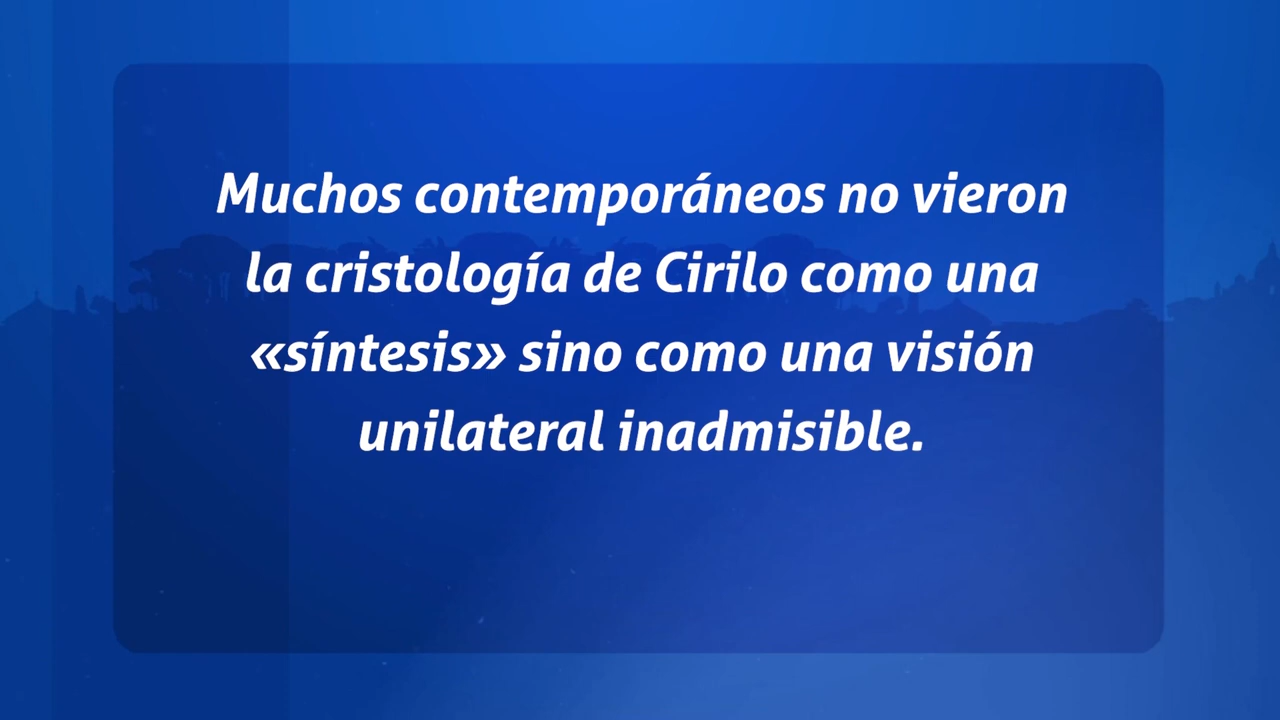 Muchos contemporáneos no vieron
la cristología de Cirilo como una
«síntesis» sino como una visión
unilateral inadmisible.